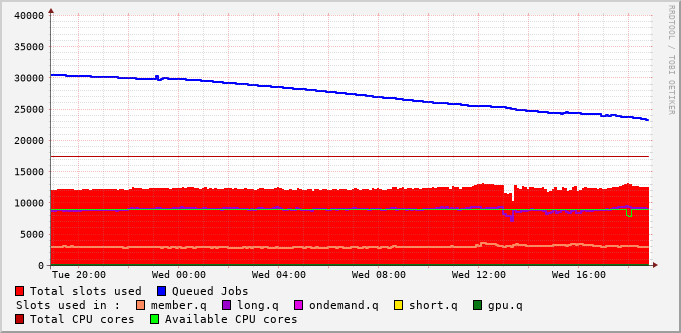 RRDTOOL / TOBI OETIKER
40000
35000
30000
25000
20000
15000
10000
5000
0
Tue 20:00 Wed 00:00 Wed 04:00 Wed 08:00 Wed 12:00 Wed 16:00
Total slots used Queued Jobs
Slots used in : member.q long.q ondemand.q short.q gpu.q
Total CPU cores Available CPU cores